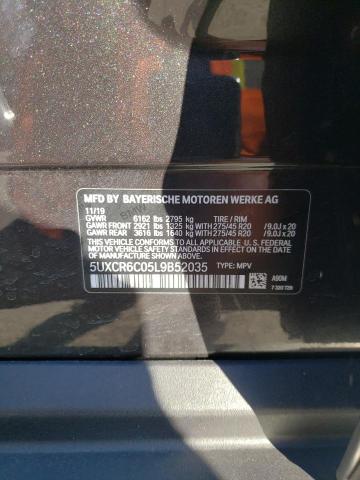 MFD BY BAYERISCHE MOTOREN WERKE AG
11/19
GVWR 6162 lbs 2795 kg TIRE / RIM
GAWR FRONT 2921 lbs 1325 kg WITH 275/45 R20 /9.0J x 20
GAWR REAR 3616 lbs 1640 kg WITH 275/45 R20 /9.0J x 20
THIS VEHICLE CONFORMS TO ALL APPLICABLE FEDERAL
MOTOR VEHICLE SAFETY STANDARDS IN EFFECT ON THE
DATE OF MANUFACTURE SHOWN ABOVE.
5UXCR6C05L9B52035 TYPE: MPV
A90M